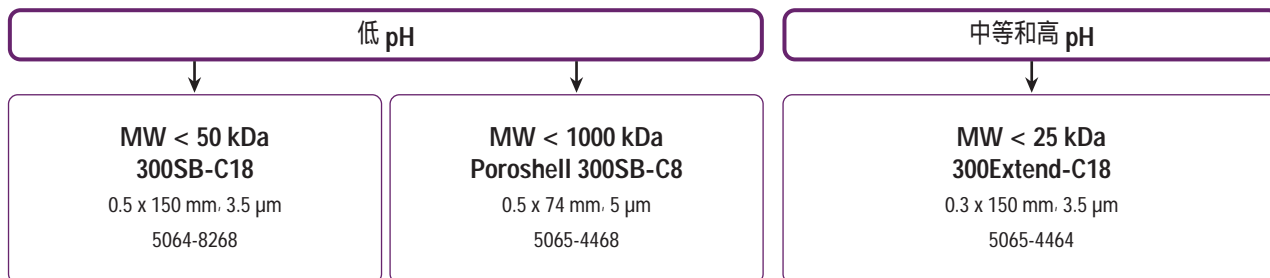 低 pH
中等和高 pH
MW < 50 kDa
300SB-C18
0.5 x 150 mm, 3.5 µm
5064-8268
MW < 1000 kDa
Poroshell 300SB-C8
0.5 x 74 mm, 5 µm
5065-4468
MW < 25 kDa
300Extend-C18
0.3 x 150 mm, 3.5 µm
5065-4464